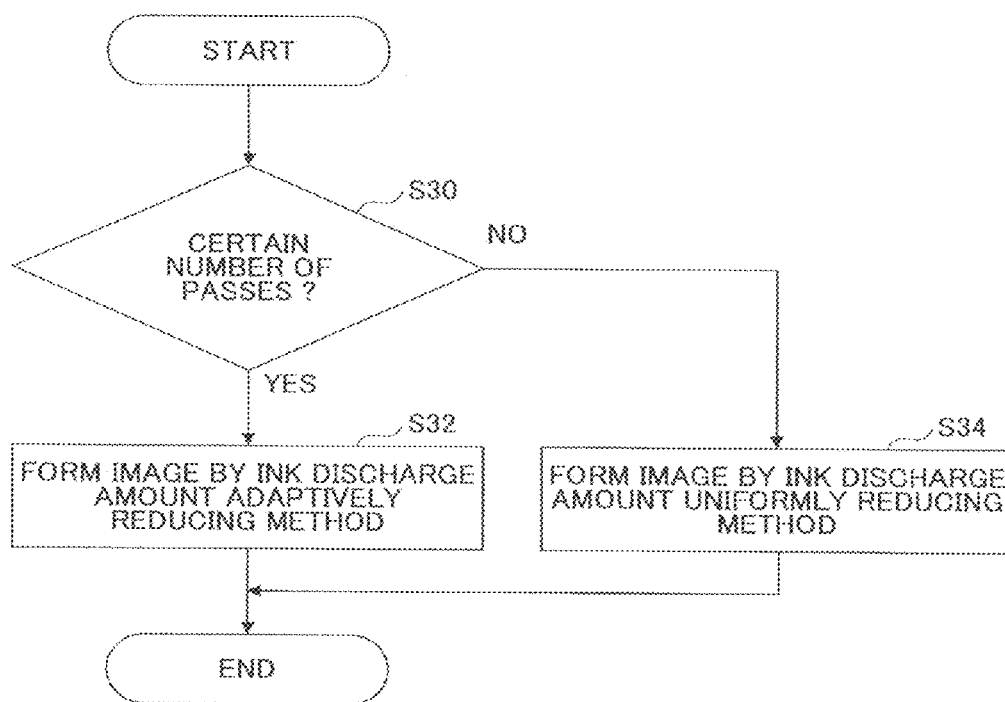 START
S30
CERTAIN
NUMBER OF
PASSES ?
NO
YES
S32
FORM IMAGE BY INK DISCHARGE
AMOUNT ADAPTIVELY
REDUCING METHOD
S34
FORM IMAGE BY INK DISCHARGE
AMOUNT UNIFORMLY REDUCING
METHOD
END